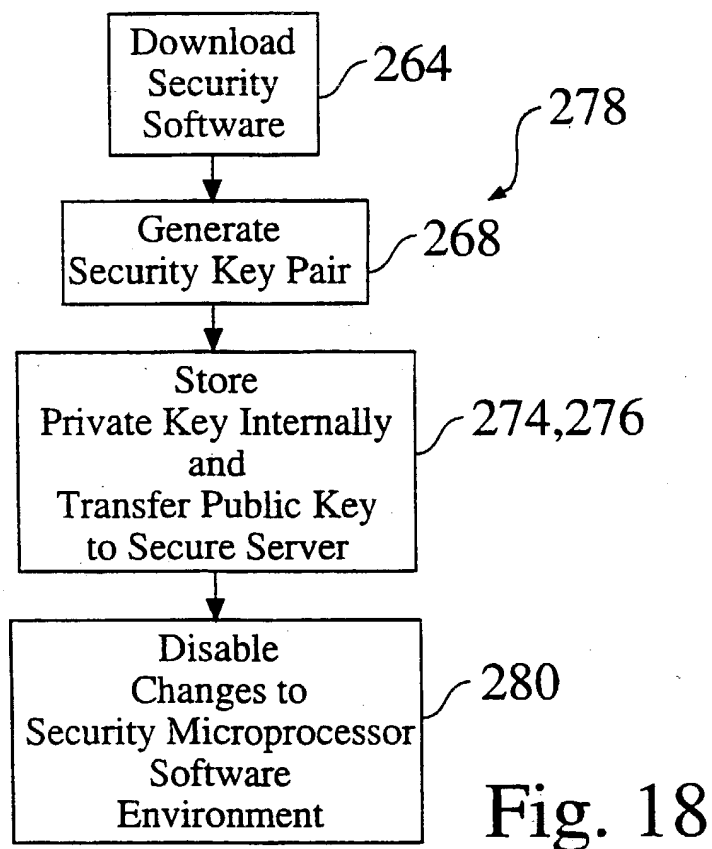 Download
Security
Software
264
278
Generate
Security Key Pair
268
Store
Private Key Internally
and
Transfer Public Key
to Secure Server
274,276
Disable
Changes to
Security Microprocessor
Software
Environment
280
Fig. 18